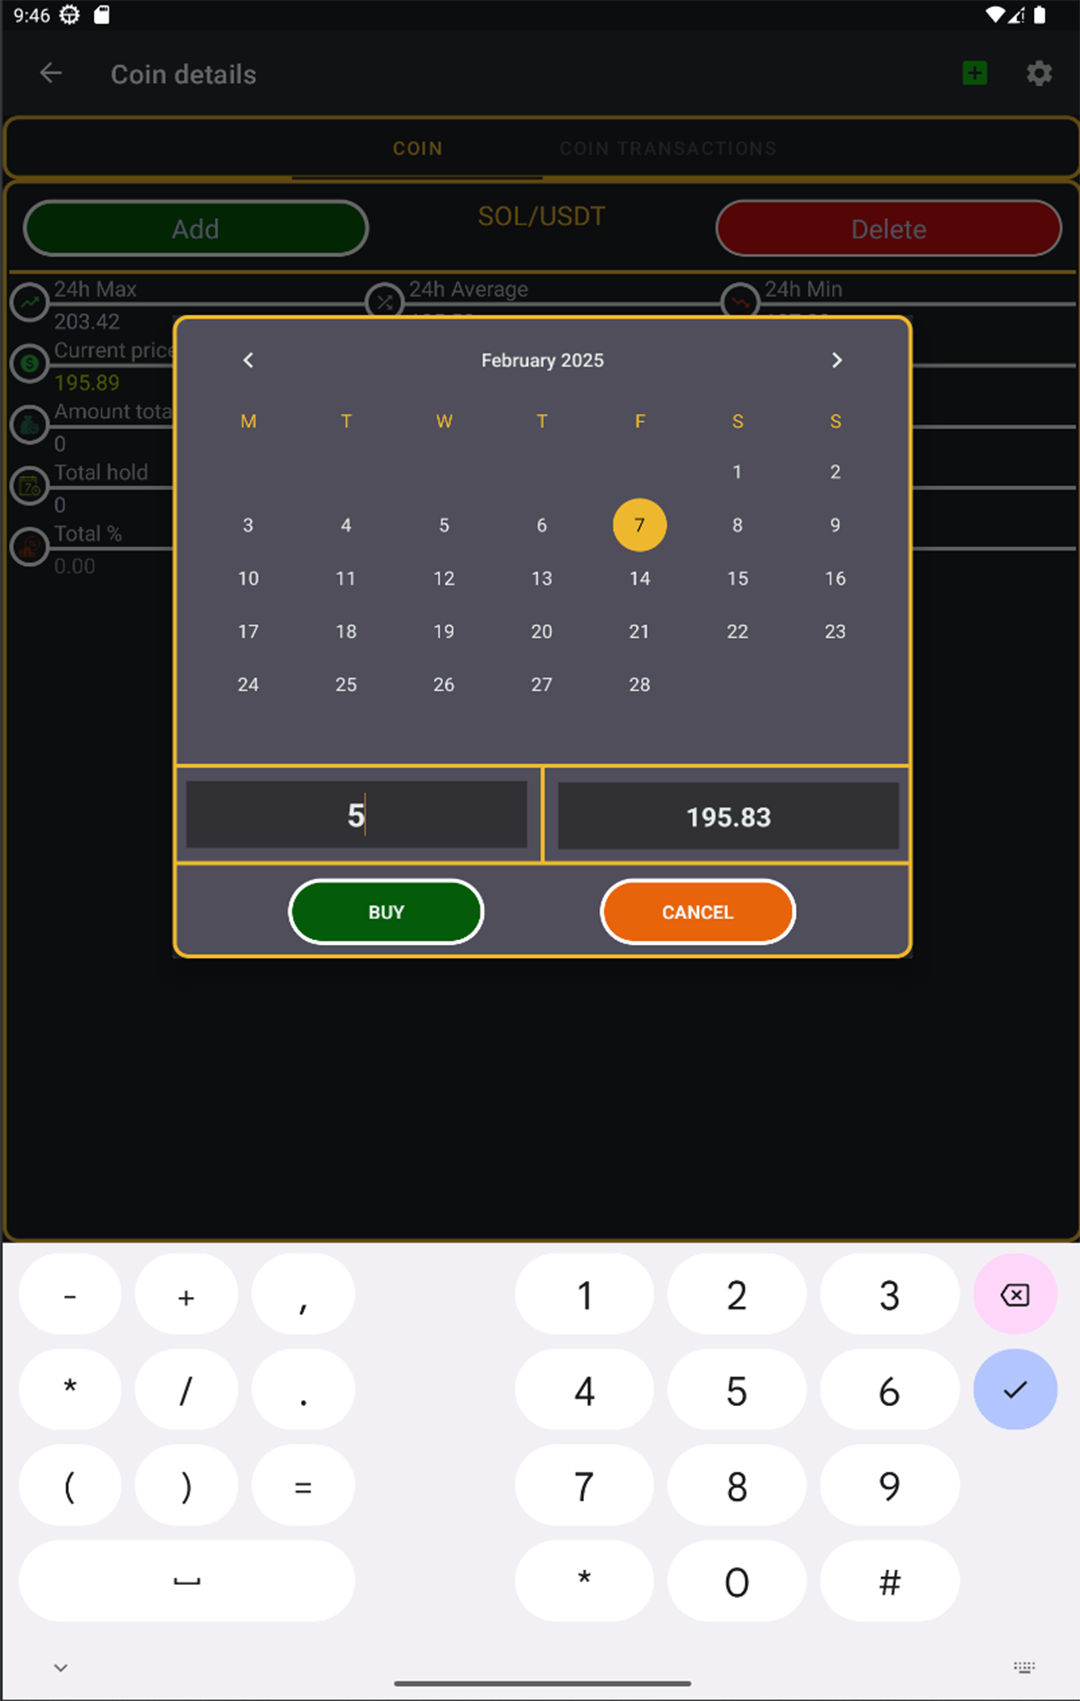 9:46
Coin details
COIN COIN TRANSACTIONS
Add SOL/USDT Delete
24h Max 24h Average 24h Min
203.42
Current price
195.89
Amount tota
0
Total hold
0
Total %
0.00
February 2025
M T W T F S S
1 2
3 4 5 6 7 8 9
10 11 12 13 14 15 16
17 18 19 20 21 22 23
24 25 26 27 28
5 195.83
BUY CANCEL
- + , 1 2 3
* / . 4 5 6
( ) = 7 8 9
* 0 #